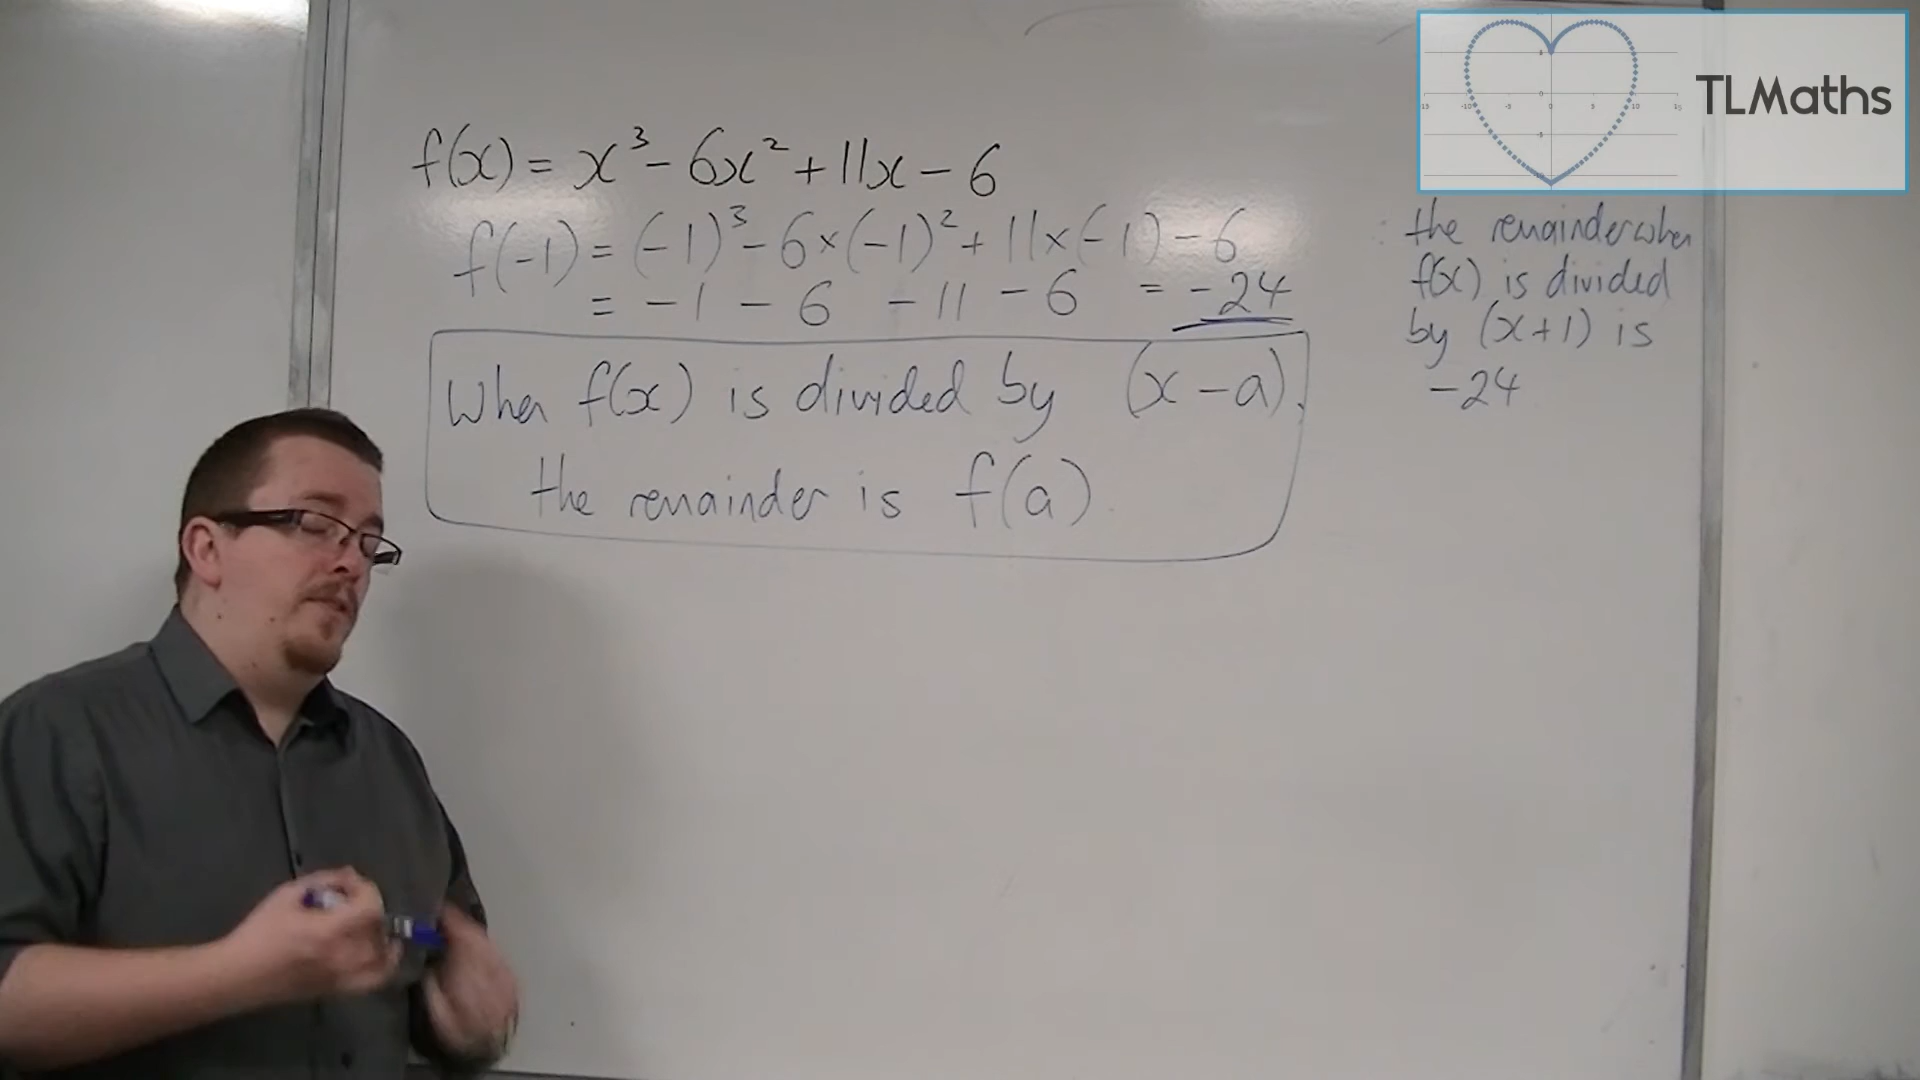 TLMaths
f(x) = x³ - 6x² + 11x - 6
f(-1) = (-1)³ - 6×(-1)² + 11×(-1) - 6
= -1 - 6 - 11 - 6 = -24
When f(x) is divided by (x - a),
the remainder is f(a).
the remainder when
f(x) is divided
by (x+1) is
-24